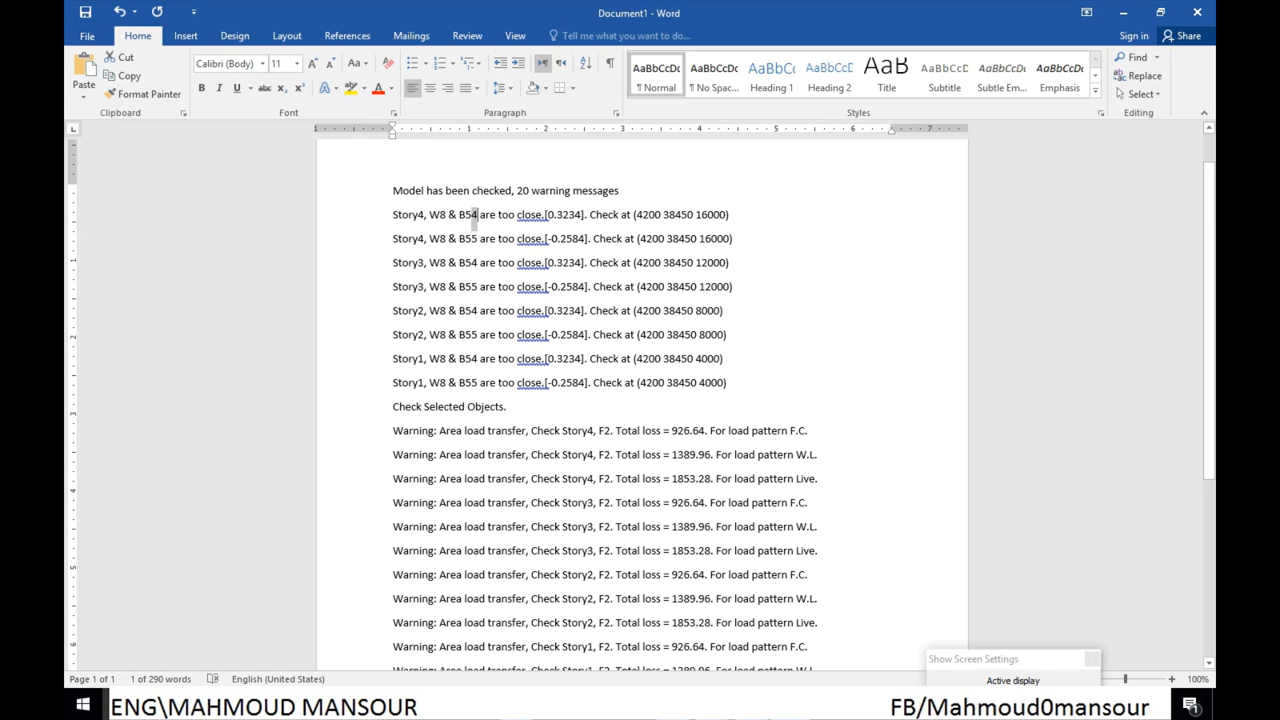 Document1 - Word
File Home Insert Design Layout References Mailings Review View Tell me what you want to do... Sign in Share
Paste
Cut
Copy
Format Painter
Calibri (Body) 11
AaBbCcDc AaBbCcDc AaBbCc AaBbCcD AaB AaBbCcD AaBbCcDc AaBbCcDc
¶ Normal ¶ No Spac... Heading 1 Heading 2 Title Subtitle Subtle Em... Emphasis
Find
Replace
Select
Clipboard Font Paragraph Styles Editing
Model has been checked, 20 warning messages
Story4, W8 & B54 are too close.[0.3234]. Check at (4200 38450 16000)
Story4, W8 & B55 are too close.[-0.2584]. Check at (4200 38450 16000)
Story3, W8 & B54 are too close.[0.3234]. Check at (4200 38450 12000)
Story3, W8 & B55 are too close.[-0.2584]. Check at (4200 38450 12000)
Story2, W8 & B54 are too close.[0.3234]. Check at (4200 38450 8000)
Story2, W8 & B55 are too close.[-0.2584]. Check at (4200 38450 8000)
Story1, W8 & B54 are too close.[0.3234]. Check at (4200 38450 4000)
Story1, W8 & B55 are too close.[-0.2584]. Check at (4200 38450 4000)
Check Selected Objects.
Warning: Area load transfer, Check Story4, F2. Total loss = 926.64. For load pattern F.C.
Warning: Area load transfer, Check Story4, F2. Total loss = 1389.96. For load pattern W.L.
Warning: Area load transfer, Check Story4, F2. Total loss = 1853.28. For load pattern Live.
Warning: Area load transfer, Check Story3, F2. Total loss = 926.64. For load pattern F.C.
Warning: Area load transfer, Check Story3, F2. Total loss = 1389.96. For load pattern W.L.
Warning: Area load transfer, Check Story3, F2. Total loss = 1853.28. For load pattern Live.
Warning: Area load transfer, Check Story2, F2. Total loss = 926.64. For load pattern F.C.
Warning: Area load transfer, Check Story2, F2. Total loss = 1389.96. For load pattern W.L.
Warning: Area load transfer, Check Story2, F2. Total loss = 1853.28. For load pattern Live.
Warning: Area load transfer, Check Story1, F2. Total loss = 926.64. For load pattern F.C.
Warning: Area load transfer, Check Story1, F2. Total loss = 1389.96. For load pattern W.L.
Show Screen Settings
Active display
Page 1 of 1 1 of 290 words English (United States) 100%
ENG\MAHMOUD MANSOUR FB/Mahmoud0mansour